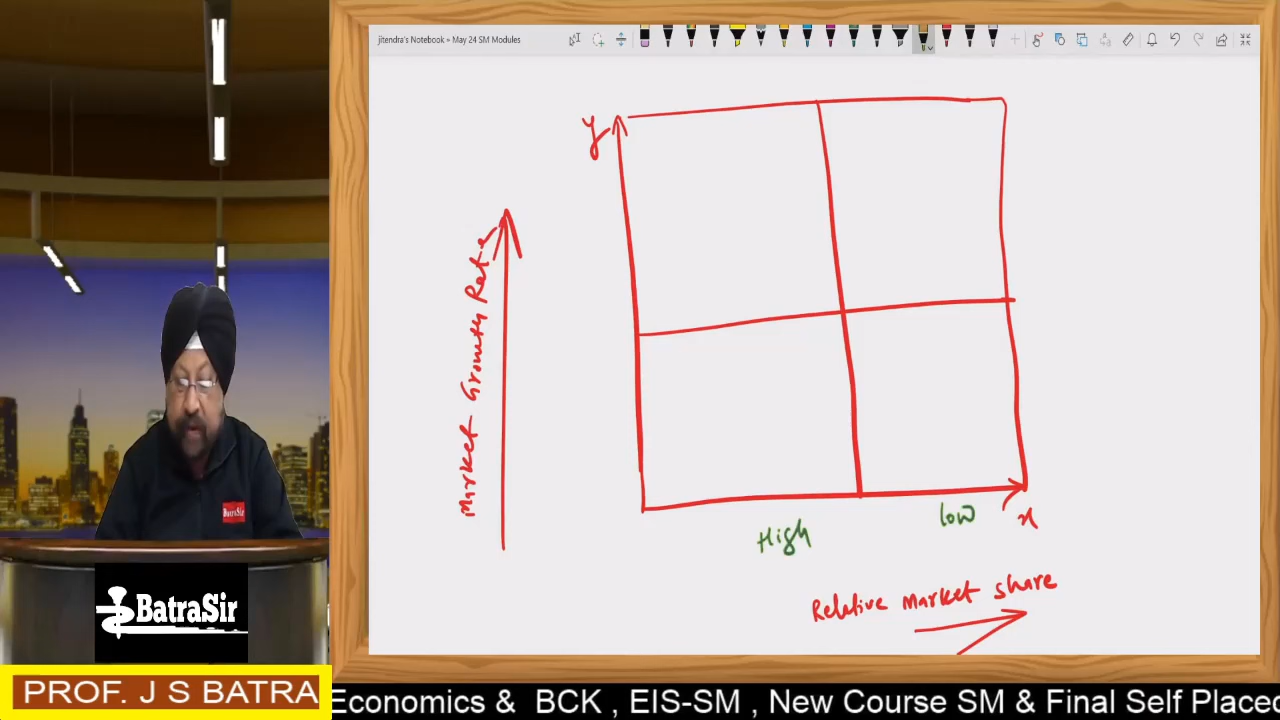 jitendra's Notebook » May 24 SM Modules
y
Market Growth Rate
High
low
x
Relative Market share
BatraSir
BatraSir
PROF. J S BATRA
Economics & BCK , EIS-SM , New Course SM & Final Self Placed